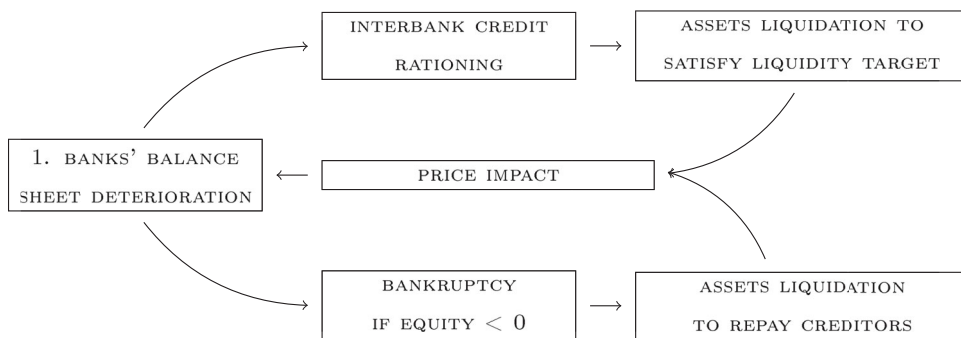 INTERBANK CREDIT
RATIONING
ASSETS LIQUIDATION TO
SATISFY LIQUIDITY TARGET
1. BANKS' BALANCE
SHEET DETERIORATION
PRICE IMPACT
BANKRUPTCY
IF EQUITY < 0
ASSETS LIQUIDATION
TO REPAY CREDITORS